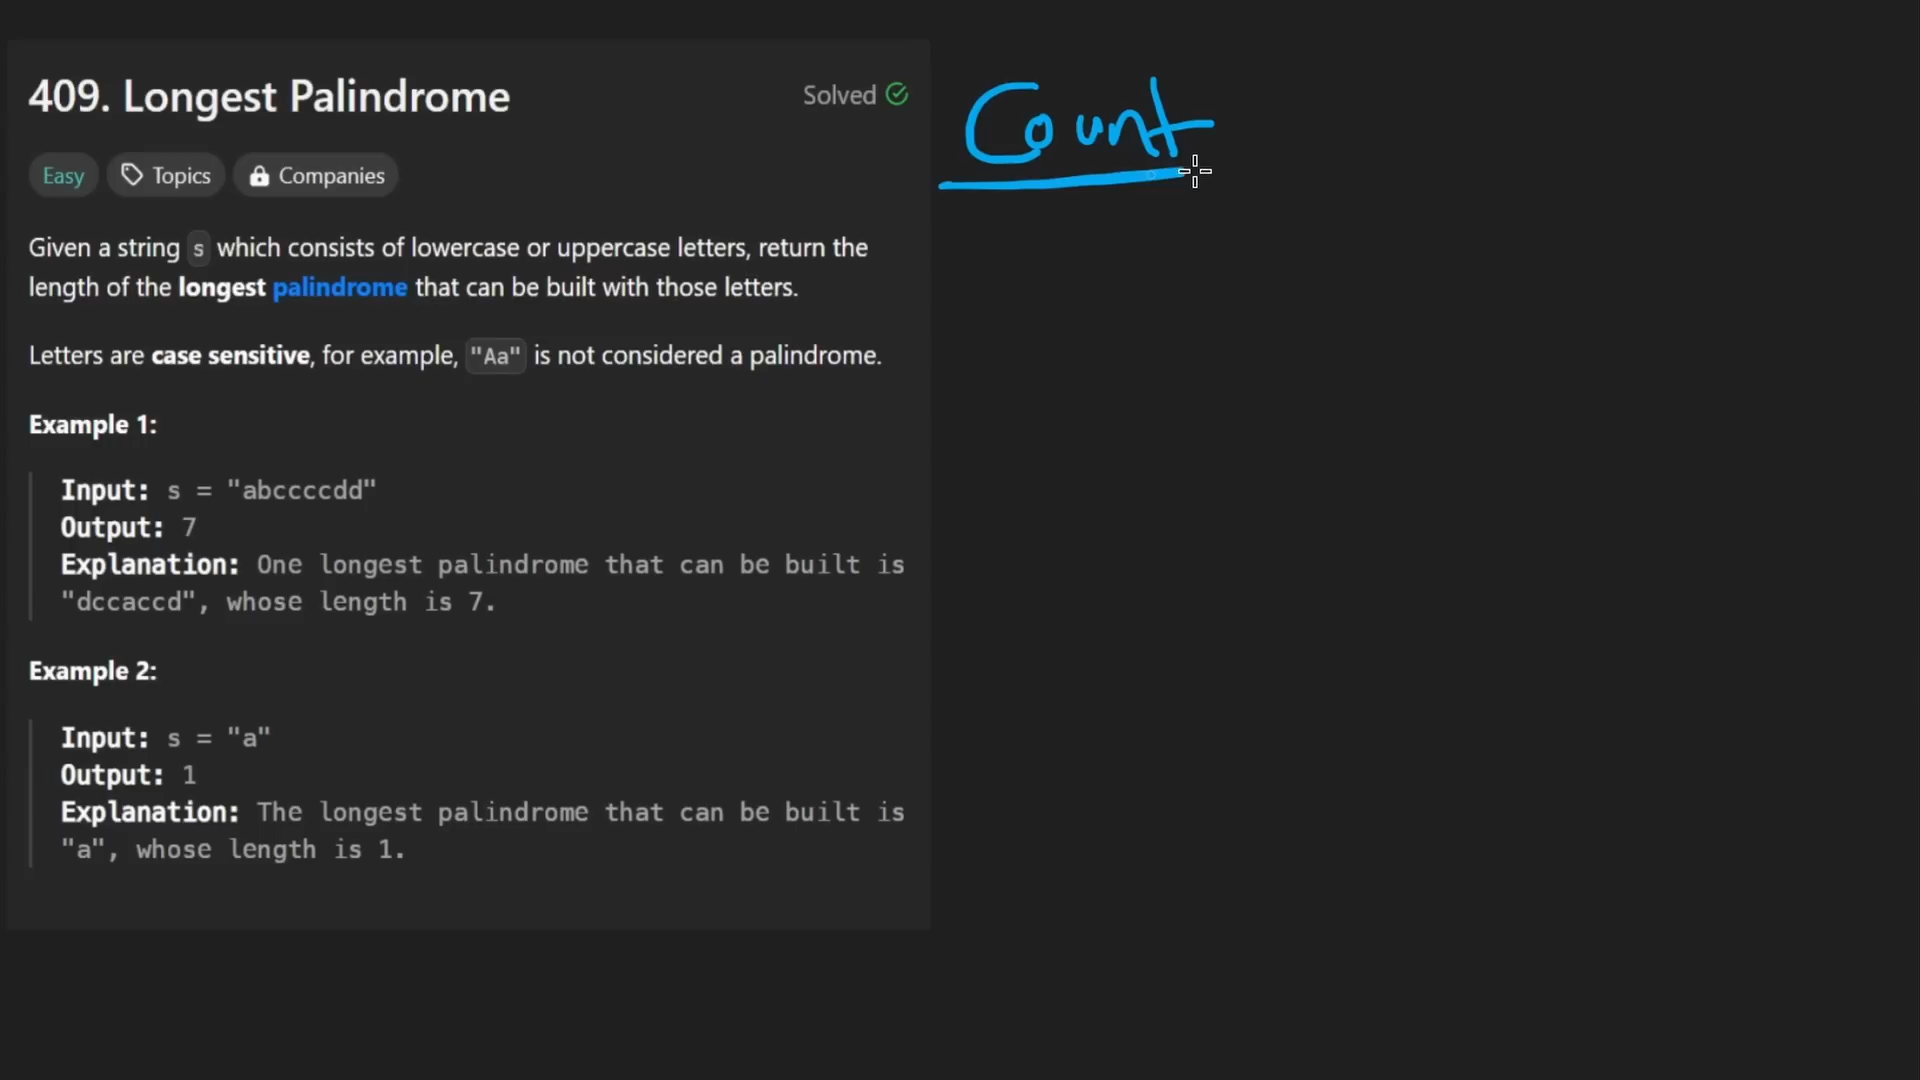 409. Longest Palindrome
Solved
Count
Easy Topics Companies
Given a string s which consists of lowercase or uppercase letters, return the
length of the longest palindrome that can be built with those letters.
Letters are case sensitive, for example, "Aa" is not considered a palindrome.
Example 1:
Input: s = "abccccdd"
Output: 7
Explanation: One longest palindrome that can be built is
"dccaccd", whose length is 7.
Example 2:
Input: s = "a"
Output: 1
Explanation: The longest palindrome that can be built is
"a", whose length is 1.